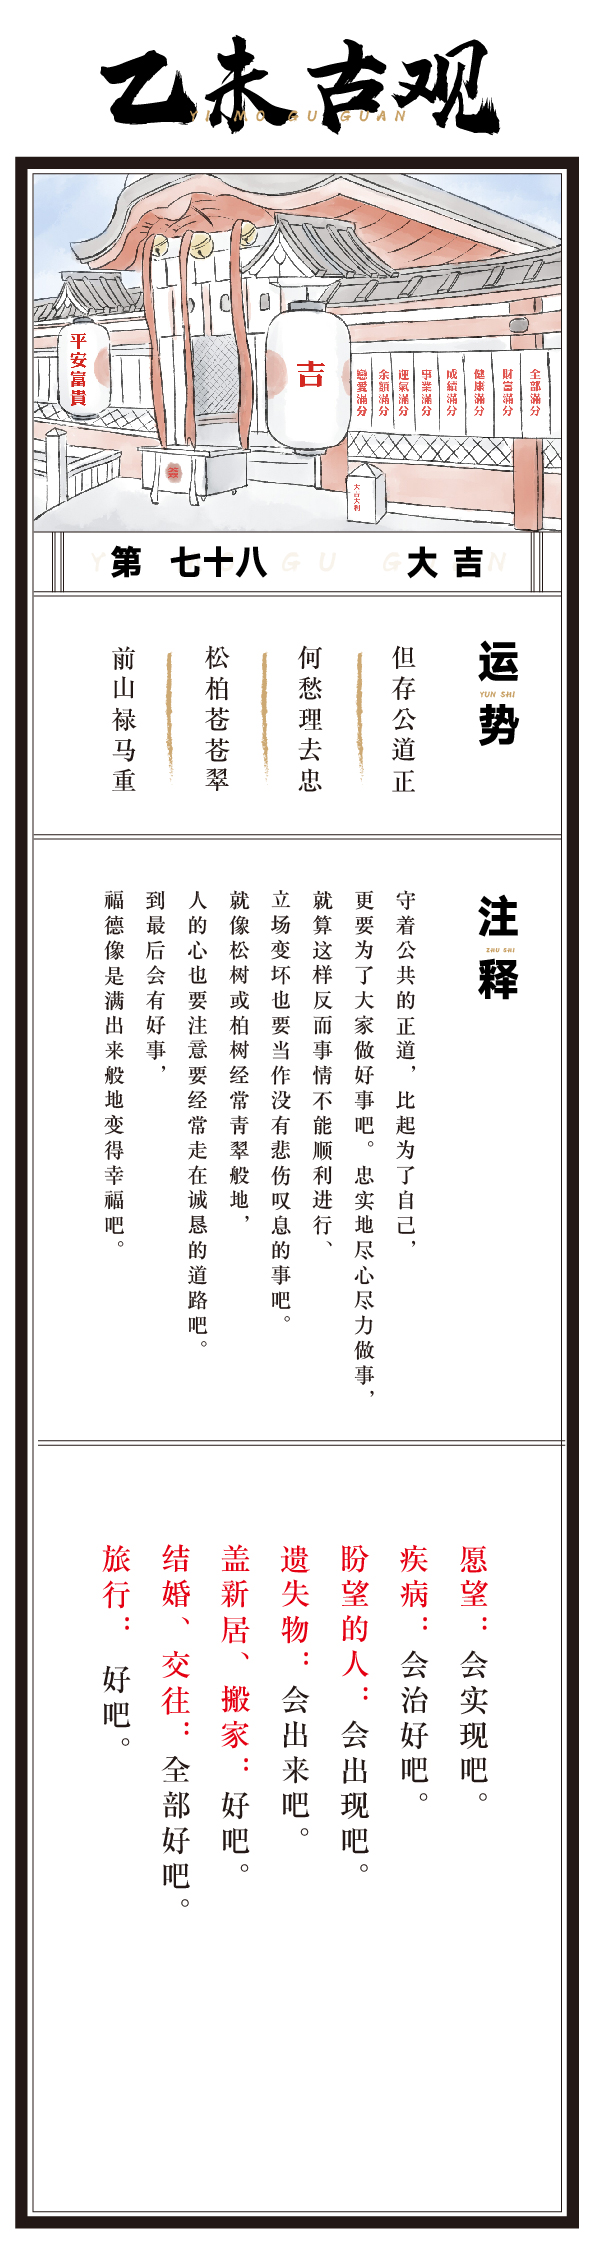 乙未古观
YI MO GU GUAN
平安富貴
吉
戀愛滿分
余額滿分
運氣滿分
事業滿分
成績滿分
健康滿分
財富滿分
全部滿分
大吉大利
第 七十八
大吉
YI MO GU GUAN
运势
YUN SHI
但存公道正
何愁理去忠
松柏苍苍翠
前山禄马重
注释
ZHU SHI
守着公共的正道，比起为了自己，
更要为了大家做好事吧。忠实地尽心尽力做事，
就算这样反而事情不能顺利进行、
立场变坏也要当作没有悲伤叹息的事吧。
就像松树或柏树经常青翠般地，
人的心也要注意要经常走在诚恳的道路吧。
到最后会有好事，
福德像是满出来般地变得幸福吧。
愿望：会实现吧。
疾病：会治好吧。
盼望的人：会出现吧。
遗失物：会出来吧。
盖新居、搬家：好吧。
结婚、交往：全部好吧。
旅行：好吧。